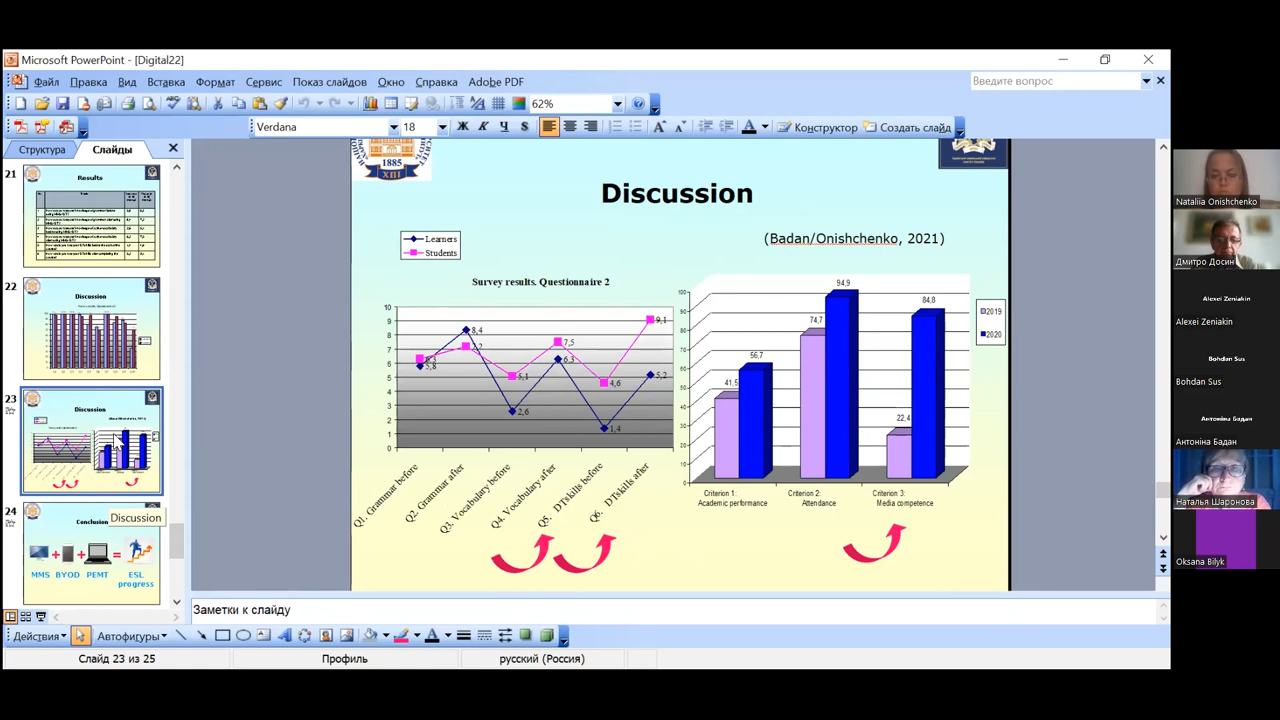 Microsoft PowerPoint - [Digital22]
Файл Правка Вид Вставка Формат Сервис Показ слайдов Окно Справка Adobe PDF
Введите вопрос
62%
Verdana 18 Ж К Ч S Конструктор Создать слайд
Структура Слайды
21
Results
22
Discussion
23
Discussion
24
Conclusion
Discussion
MMS BYOD PEMT ESL
progress
1885
Discussion
(Badan/Onishchenko, 2021)
Learners
Students
Survey results. Questionnaire 2
10
9
8
7
6
5
4
3
2
1
0
5,8
8,4
5,1
2,6
7,5
6,3
4,6
1,4
9,1
5,2
Q1. Grammar before
Q2. Grammar after
Q3. Vocabulary before
Q4. Vocabulary after
Q5. DTskills before
Q6. DTskills after
100
90
80
70
60
50
40
30
20
10
0
41,5
56,7
74,7
94,9
22,4
84,8
2019
2020
Criterion 1:
Academic performance
Criterion 2:
Attendance
Criterion 3:
Media competence
Заметки к слайду
Действия Автофигуры
Слайд 23 из 25 Профиль русский (Россия)
Nataliia Onishchenko
Дмитро Досин
Alexei Zeniakin
Alexei Zeniakin
Bohdan Sus
Bohdan Sus
Антоніна Бадан
Антоніна Бадан
Наталья Шаронова
Oksana Bilyk